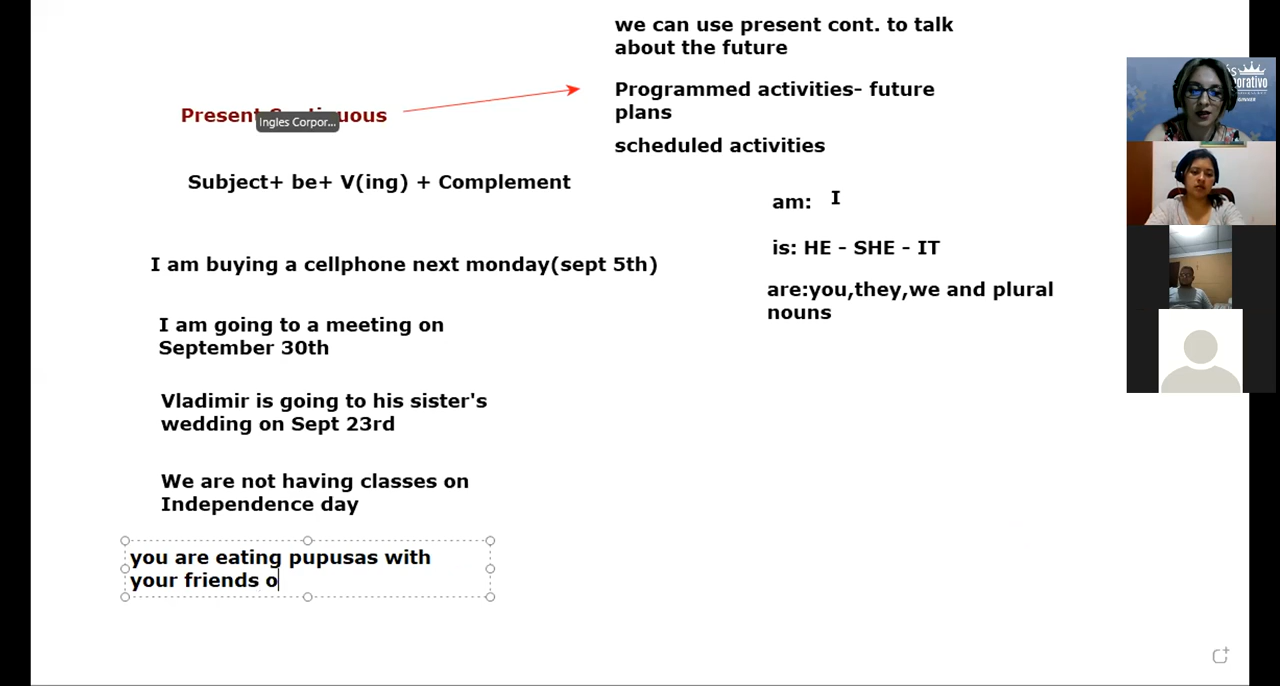 we can use present cont. to talk
about the future
Programmed activities- future
plans
scheduled activities
Ingles Corpor...
Subject+ be+ V(ing) + Complement
am: I
is: HE - SHE - IT
are:you,they,we and plural
nouns
I am buying a cellphone next monday(sept 5th)
I am going to a meeting on
September 30th
Vladimir is going to his sister's
wedding on Sept 23rd
We are not having classes on
Independence day
you are eating pupusas with
your friends o